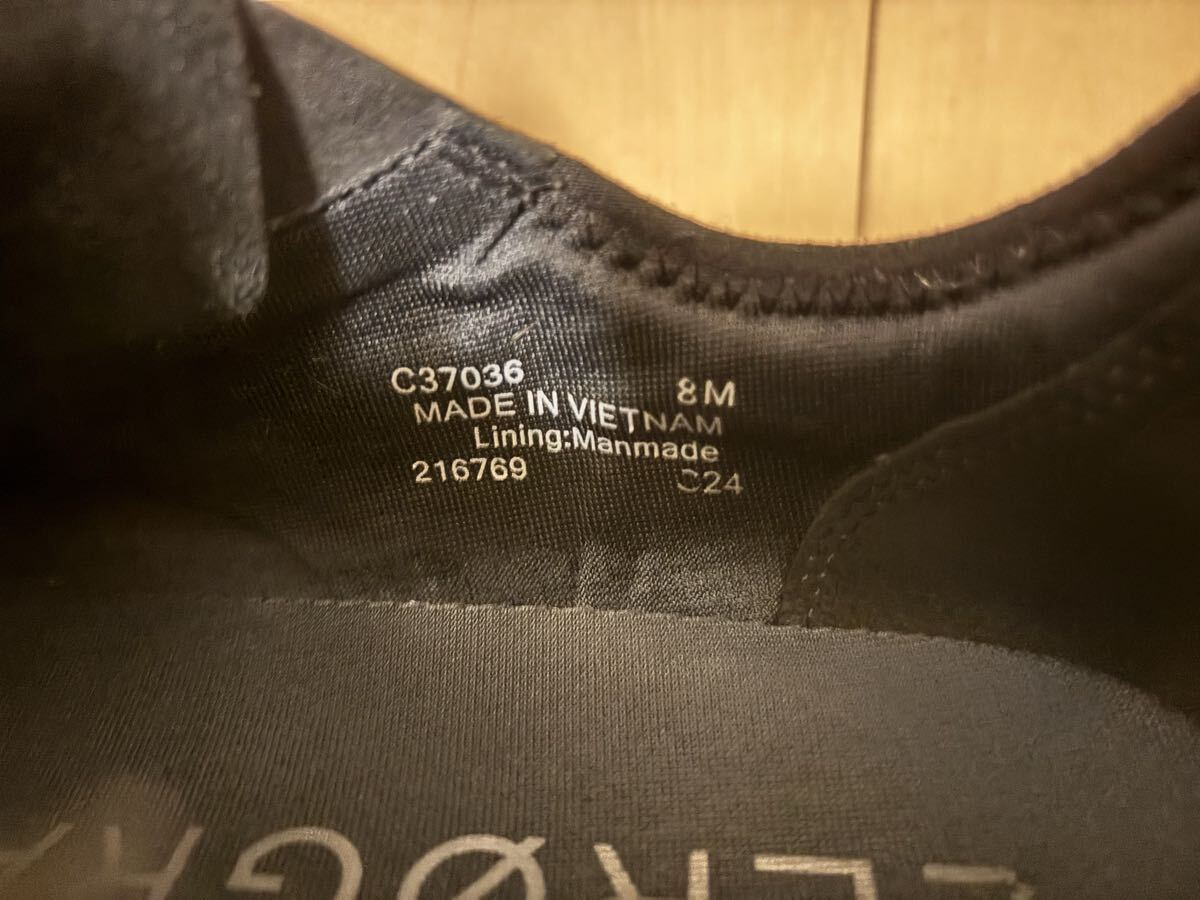 C37036 8M
MADE IN VIETNAM
Lining:Manmade
216769 C24